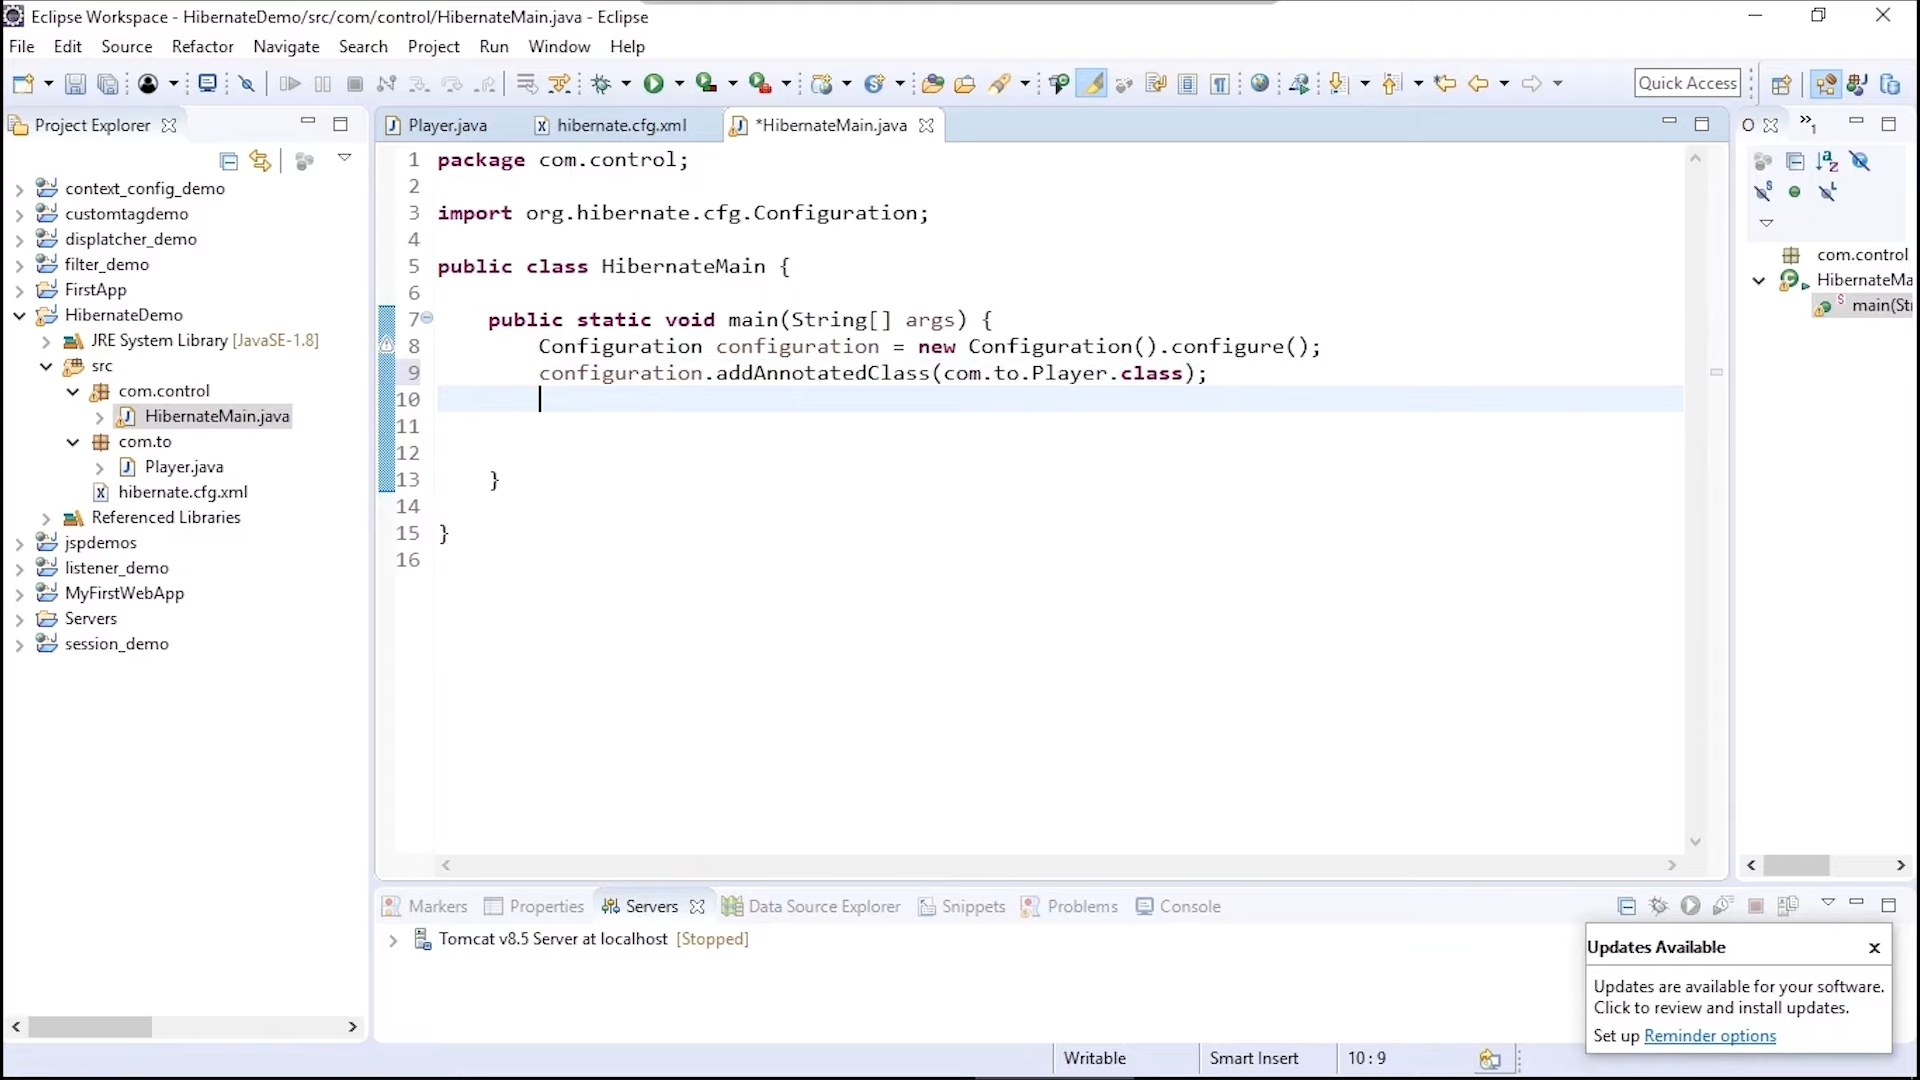 Eclipse Workspace - HibernateDemo/src/com/control/HibernateMain.java - Eclipse
File Edit Source Refactor Navigate Search Project Run Window Help
Quick Access
Project Explorer
context_config_demo
customtagdemo
displatcher_demo
filter_demo
FirstApp
HibernateDemo
JRE System Library [JavaSE-1.8]
src
com.control
HibernateMain.java
com.to
Player.java
hibernate.cfg.xml
Referenced Libraries
jspdemos
listener_demo
MyFirstWebApp
Servers
session_demo
Player.java hibernate.cfg.xml *HibernateMain.java
1 package com.control;
2
3 import org.hibernate.cfg.Configuration;
4
5 public class HibernateMain {
6
7 public static void main(String[] args) {
8 Configuration configuration = new Configuration().configure();
9 configuration.addAnnotatedClass(com.to.Player.class);
10
11
12
13 }
14
15 }
16
O
com.control
HibernateMa
main(St
Markers Properties Servers Data Source Explorer Snippets Problems Console
Tomcat v8.5 Server at localhost [Stopped]
Updates Available x
Updates are available for your software.
Click to review and install updates.
Set up Reminder options
Writable Smart Insert 10 : 9